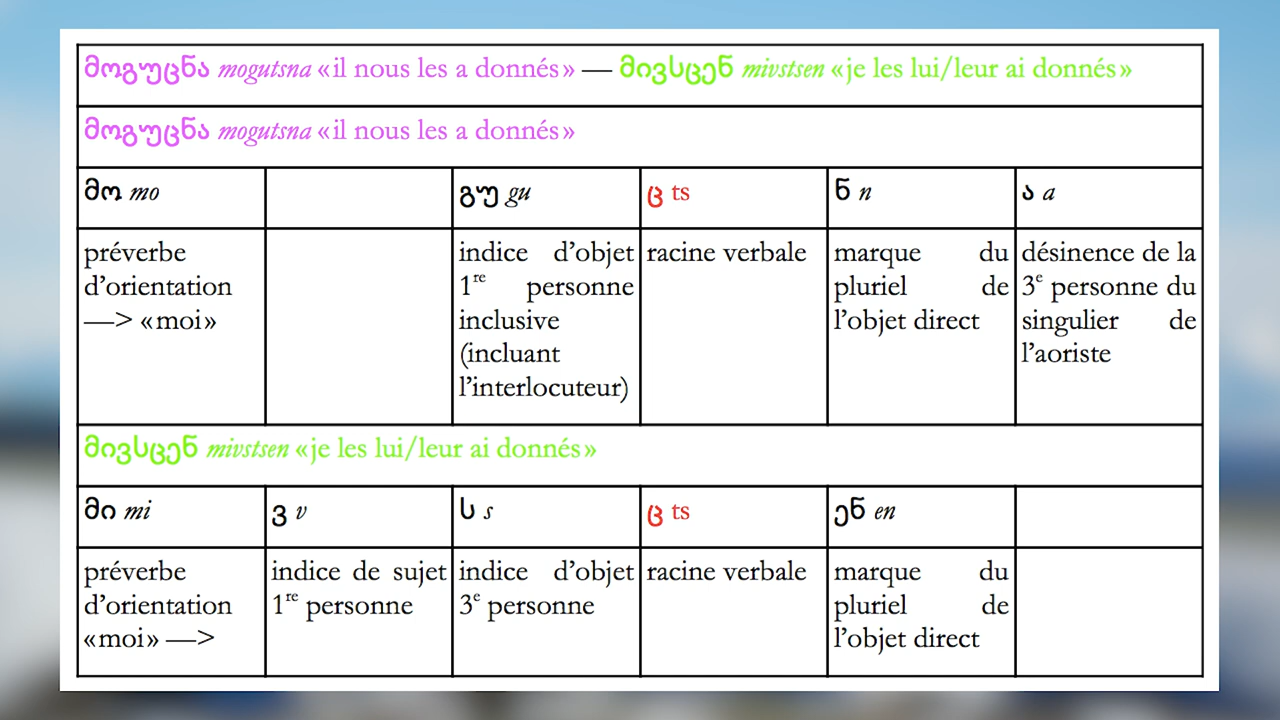 მოგუცნა mogutsna «il nous les a donnés» — მივსცენ mivstsen «je les lui/leur ai donnés»
მოგუცნა mogutsna «il nous les a donnés»
მო mo
გუ gu
ც ts
ნ n
ა a
préverbe
d’orientation
—> «moi»
indice d’objet
1re personne
inclusive
(incluant
l’interlocuteur)
racine verbale
marque du
pluriel de
l’objet direct
désinence de la
3e personne du
singulier de
l’aoriste
მივსცენ mivstsen «je les lui/leur ai donnés»
მი mi
ვ v
ს s
ც ts
ენ en
préverbe
d’orientation
«moi» —>
indice de sujet
1re personne
indice d’objet
3e personne
racine verbale
marque du
pluriel de
l’objet direct